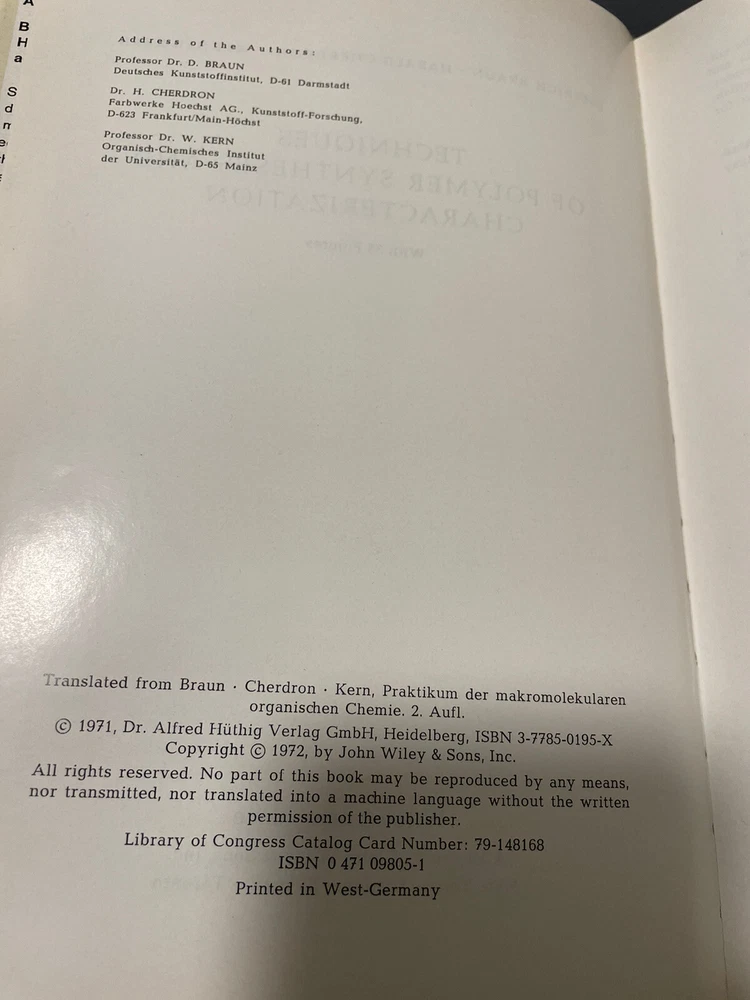 Address of the Authors:
Professor Dr. D. BRAUN
Deutsches Kunststoffinstitut, D-61 Darmstadt
Dr. H. CHERDRON
Farbwerke Hoechst AG., Kunststoff-Forschung,
D-623 Frankfurt/Main-Höchst
Professor Dr. W. KERN
Organisch-Chemisches Institut
der Universität, D-65 Mainz
TECHNIQUES
OF POLYMER SYNTHE
CHARACTERIZATION
Translated from Braun · Cherdron · Kern, Praktikum der makromolekularen
organischen Chemie. 2. Aufl.
© 1971, Dr. Alfred Hüthig Verlag GmbH, Heidelberg, ISBN 3-7785-0195-X
Copyright © 1972, by John Wiley & Sons, Inc.
All rights reserved. No part of this book may be reproduced by any means,
nor transmitted, nor translated into a machine language without the written
permission of the publisher.
Library of Congress Catalog Card Number: 79-148168
ISBN 0 471 09805-1
Printed in West-Germany